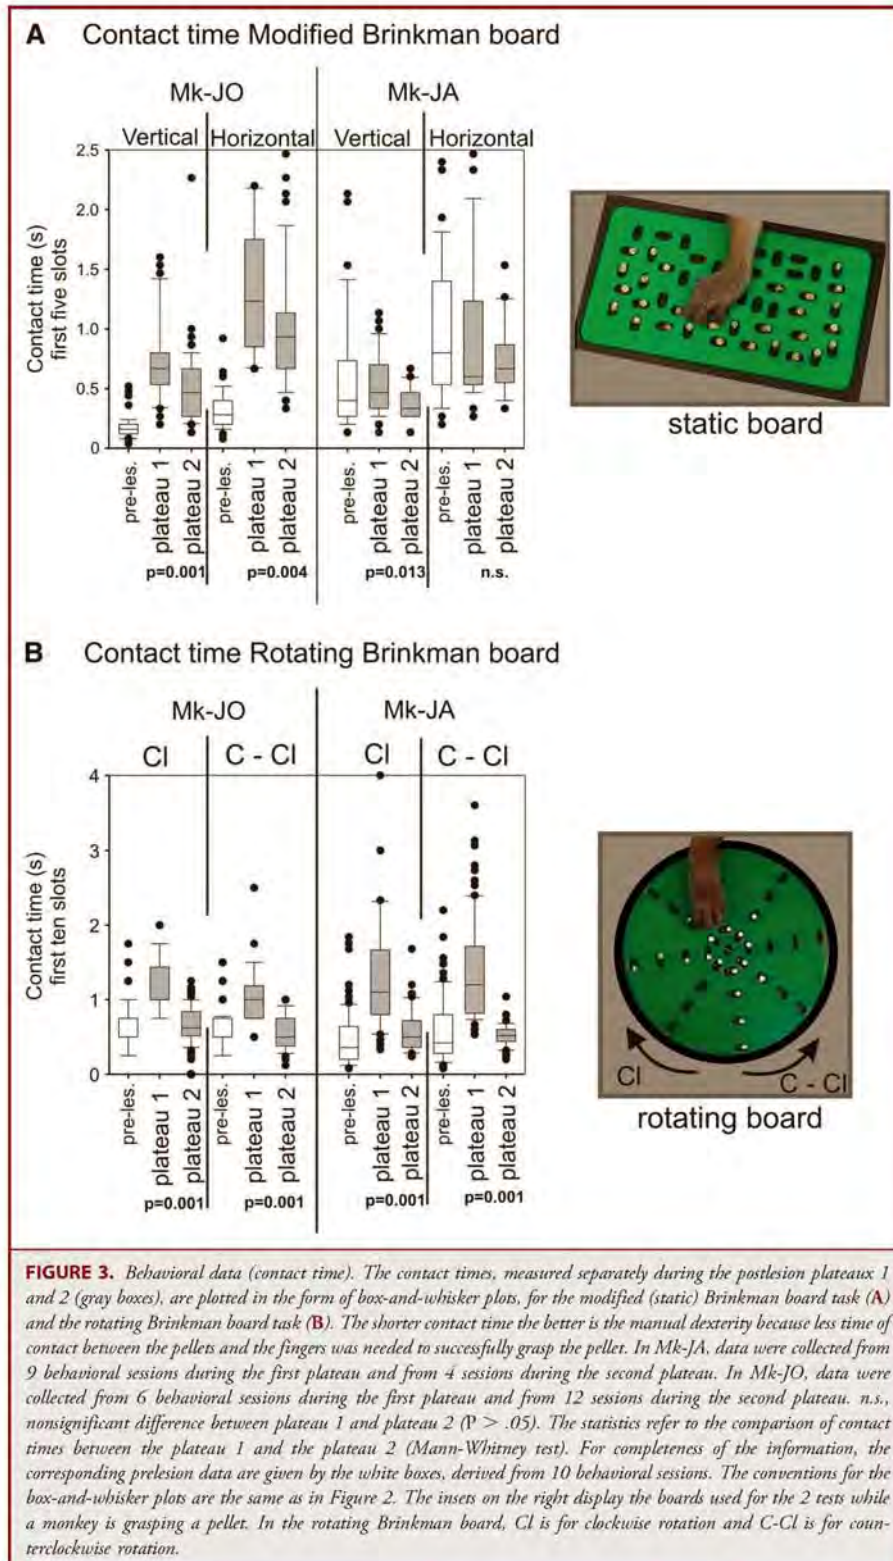 A Contact time Modified Brinkman board
Mk-JO Mk-JA
Vertical Horizontal Vertical Horizontal
2.5
2.0
1.5
1.0
0.5
0
Contact time (s)
first five slots
pre-les.
plateau 1
plateau 2
pre-les.
plateau 1
plateau 2
pre-les.
plateau 1
plateau 2
pre-les.
plateau 1
plateau 2
p=0.001 p=0.004 p=0.013 n.s.
static board
B Contact time Rotating Brinkman board
Mk-JO Mk-JA
Cl C - Cl Cl C - Cl
4
3
2
1
0
Contact time (s)
first ten slots
pre-les.
plateau 1
plateau 2
pre-les.
plateau 1
plateau 2
pre-les.
plateau 1
plateau 2
pre-les.
plateau 1
plateau 2
p=0.001 p=0.001 p=0.001 p=0.001
Cl C - Cl
rotating board
FIGURE 3. Behavioral data (contact time). The contact times, measured separately during the postlesion plateaux 1
and 2 (gray boxes), are plotted in the form of box-and-whisker plots, for the modified (static) Brinkman board task (A)
and the rotating Brinkman board task (B). The shorter contact time the better is the manual dexterity because less time of
contact between the pellets and the fingers was needed to successfully grasp the pellet. In Mk-JA, data were collected from
9 behavioral sessions during the first plateau and from 4 sessions during the second plateau. In Mk-JO, data were
collected from 6 behavioral sessions during the first plateau and from 12 sessions during the second plateau. n.s.,
nonsignificant difference between plateau 1 and plateau 2 (P > .05). The statistics refer to the comparison of contact
times between the plateau 1 and the plateau 2 (Mann-Whitney test). For completeness of the information, the
corresponding prelesion data are given by the white boxes, derived from 10 behavioral sessions. The conventions for the
box-and-whisker plots are the same as in Figure 2. The insets on the right display the boards used for the 2 tests while
a monkey is grasping a pellet. In the rotating Brinkman board, Cl is for clockwise rotation and C-Cl is for coun-
terclockwise rotation.